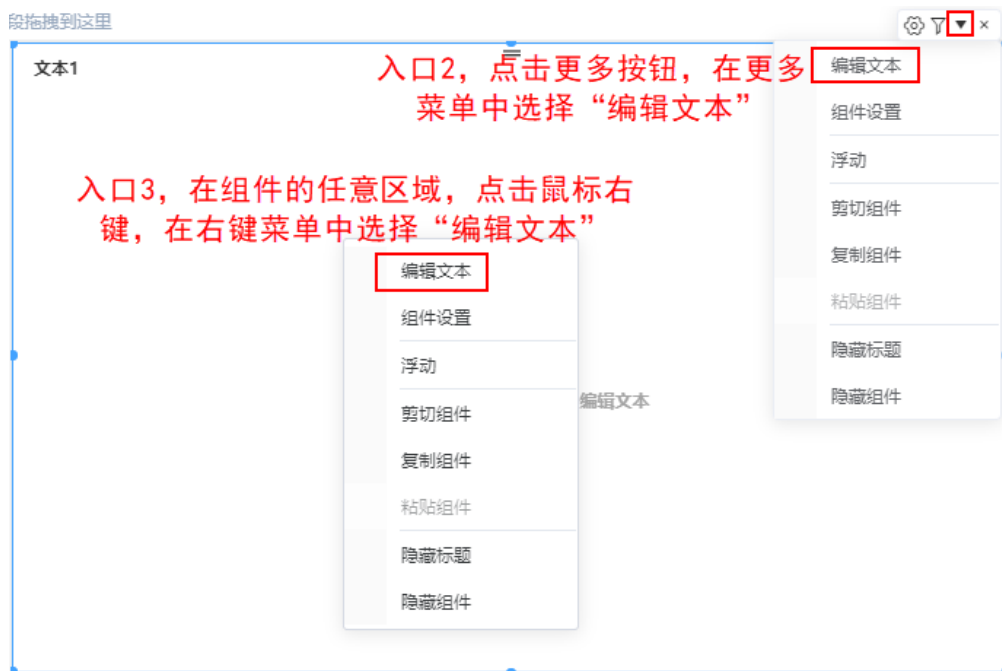 段拖拽到这里
文本1
入口2，点击更多按钮，在更多
菜单中选择“编辑文本”
编辑文本
组件设置
浮动
剪切组件
复制组件
粘贴组件
隐藏标题
隐藏组件
入口3，在组件的任意区域，点击鼠标右
键，在右键菜单中选择“编辑文本”
编辑文本
组件设置
浮动
剪切组件
复制组件
粘贴组件
隐藏标题
隐藏组件
编辑文本